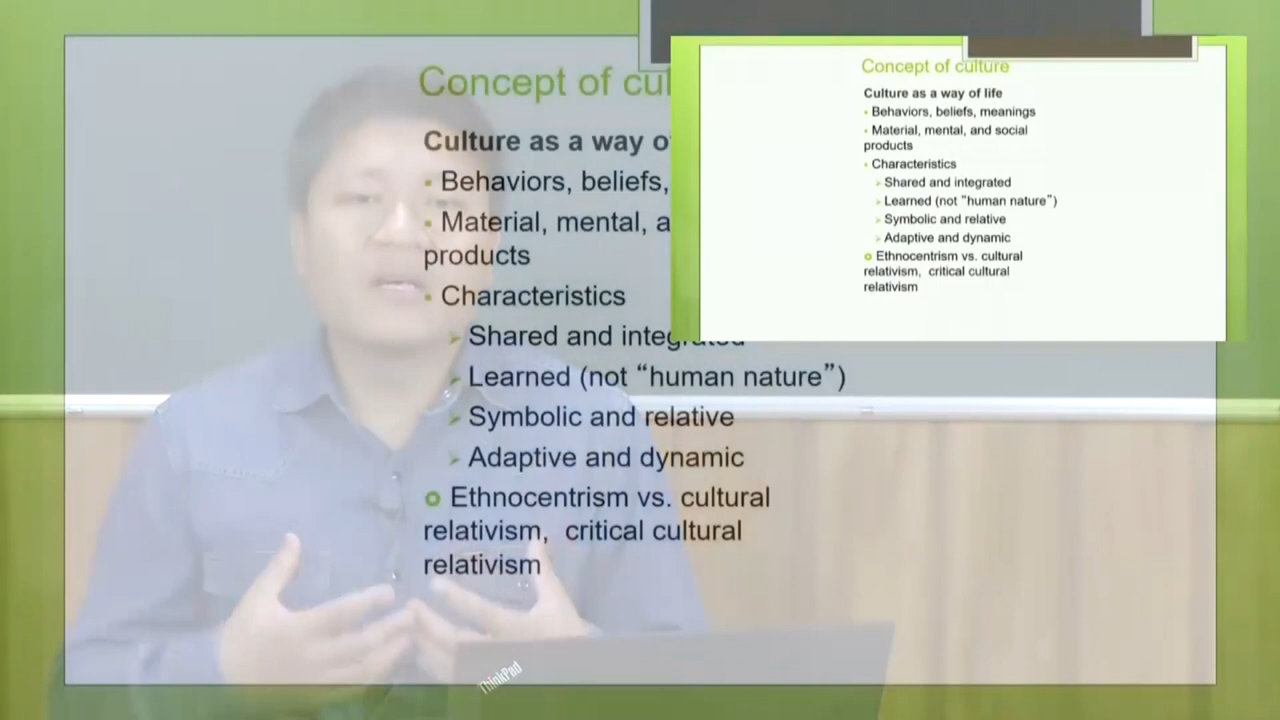 Concept of cul
Culture as a way o
▪ Behaviors, beliefs,
▪ Material, mental, a
products
▪ Characteristics
➢ Shared and integrated
➢ Learned (not “human nature”)
➢ Symbolic and relative
➢ Adaptive and dynamic
o Ethnocentrism vs. cultural
relativism, critical cultural
relativism
Concept of culture
Culture as a way of life
▪ Behaviors, beliefs, meanings
▪ Material, mental, and social
products
▪ Characteristics
➢ Shared and integrated
➢ Learned (not “human nature”)
➢ Symbolic and relative
➢ Adaptive and dynamic
o Ethnocentrism vs. cultural
relativism, critical cultural
relativism
ThinkPad